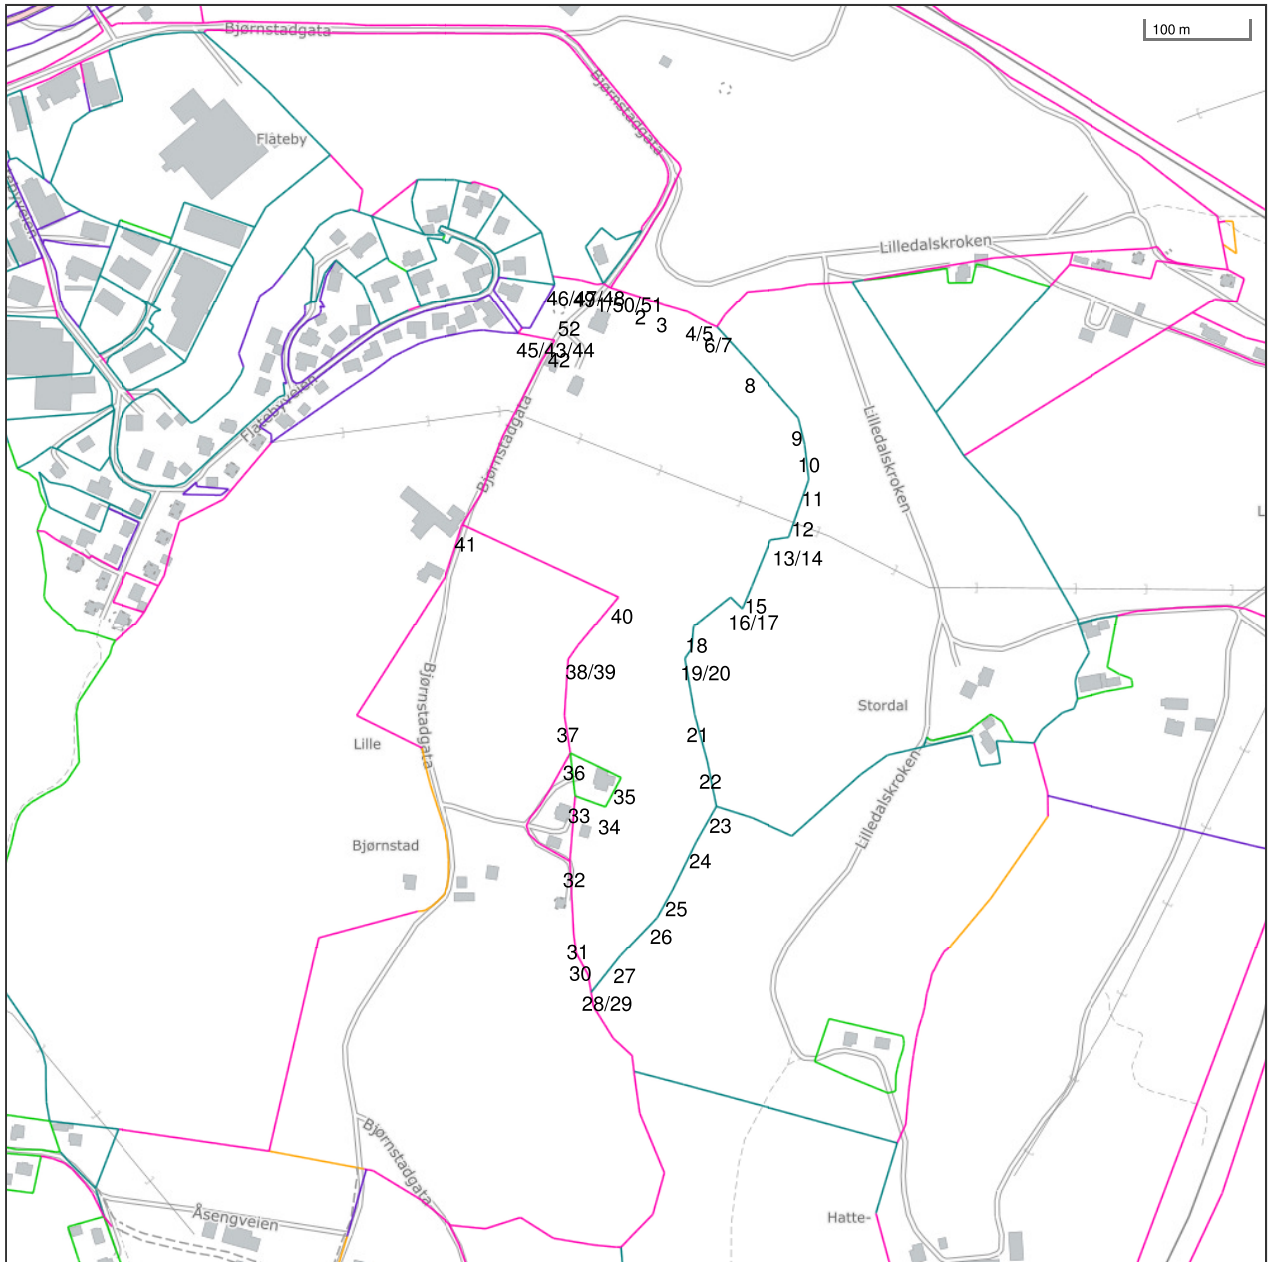 Bjørnstadgata
100 m
Bjørnstadgata
Flateby
Lilledalskroken
46/49
47/48
1/50/51
2
3
52
4/5
6/7
45/43/44
42
8
Flatebyveien
Bjørnstadgata
Lilledalskroken
9
10
11
12
41
13/14
15
16/17
40
18
38/39
19/20
Bjørnstadgata
Stordal
37
21
Lille
36
22
35
33
34
23
Lilledalskroken
Bjørnstad
24
32
25
26
31
30
27
28/29
Bjørnstadgata
Åsengveien
Hatte-